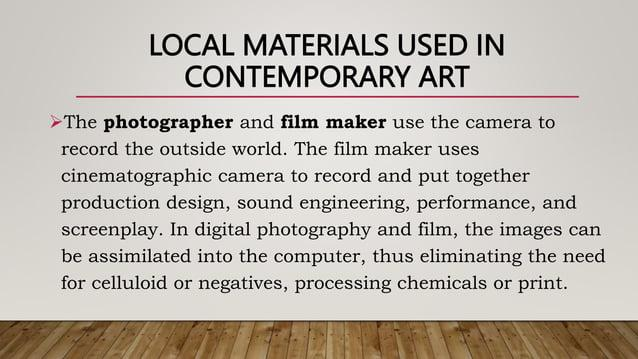 LOCAL MATERIALS USED IN
CONTEMPORARY ART
The photographer and film maker use the camera to
record the outside world. The film maker uses
cinematographic camera to record and put together
production design, sound engineering, performance, and
screenplay. In digital photography and film, the images can
be assimilated into the computer, thus eliminating the need
for celluloid or negatives, processing chemicals or print.